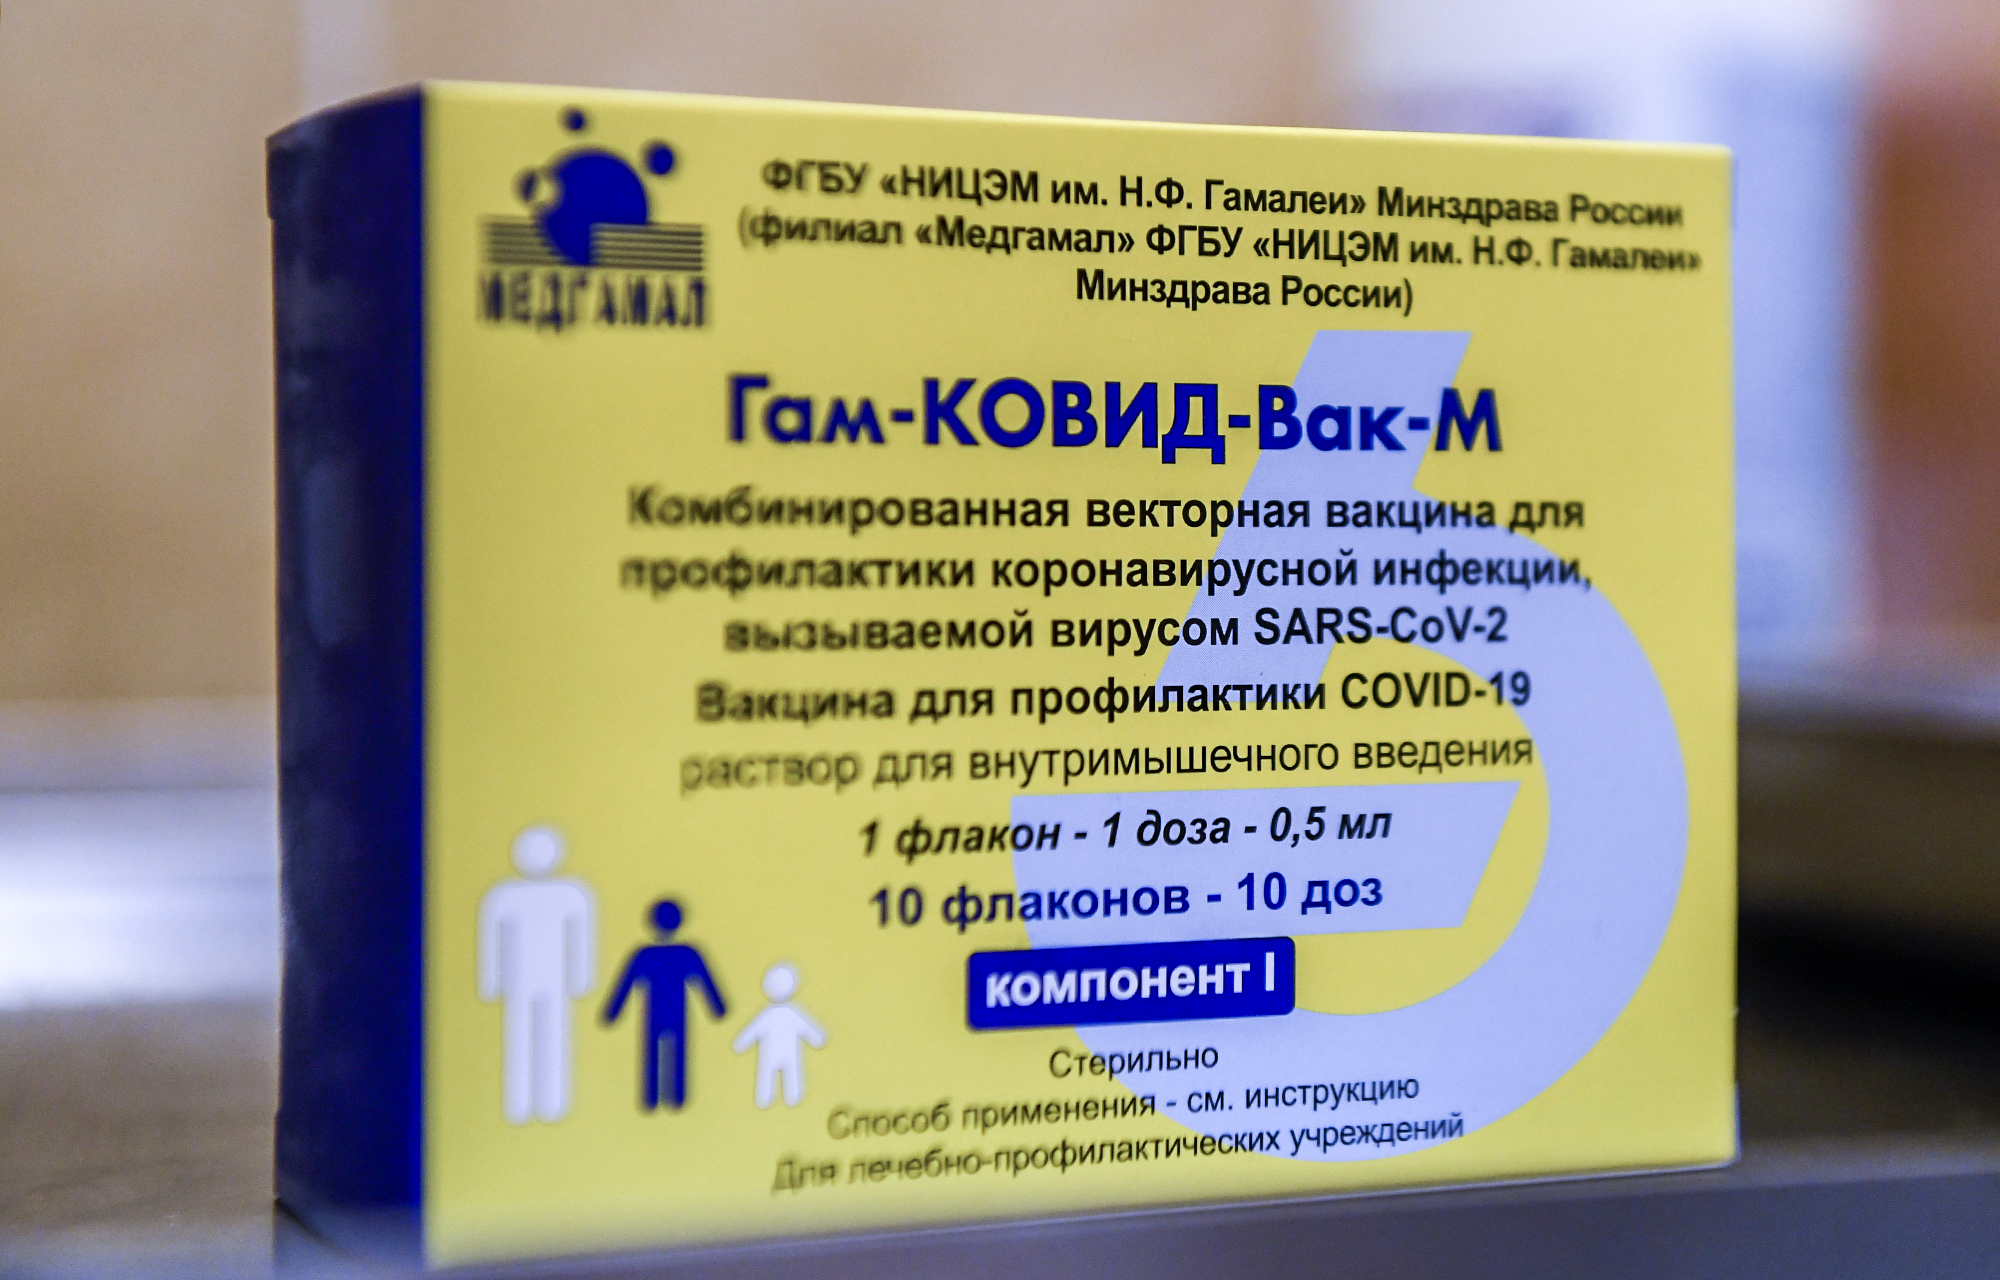 МЕДГАМАЛ
ФГБУ «НИЦЭМ им. Н.Ф. Гамалеи» Минздрава России
(филиал «Медгамал» ФГБУ «НИЦЭМ им. Н.Ф. Гамалеи»
Минздрава России)
Гам-КОВИД-Вак-М
Комбинированная векторная вакцина для
профилактики коронавирусной инфекции,
вызываемой вирусом SARS-CoV-2
Вакцина для профилактики COVID-19
раствор для внутримышечного введения
1 флакон - 1 доза - 0,5 мл
10 флаконов - 10 доз
компонент I
Стерильно
Способ применения - см. инструкцию
Для лечебно-профилактических учреждений